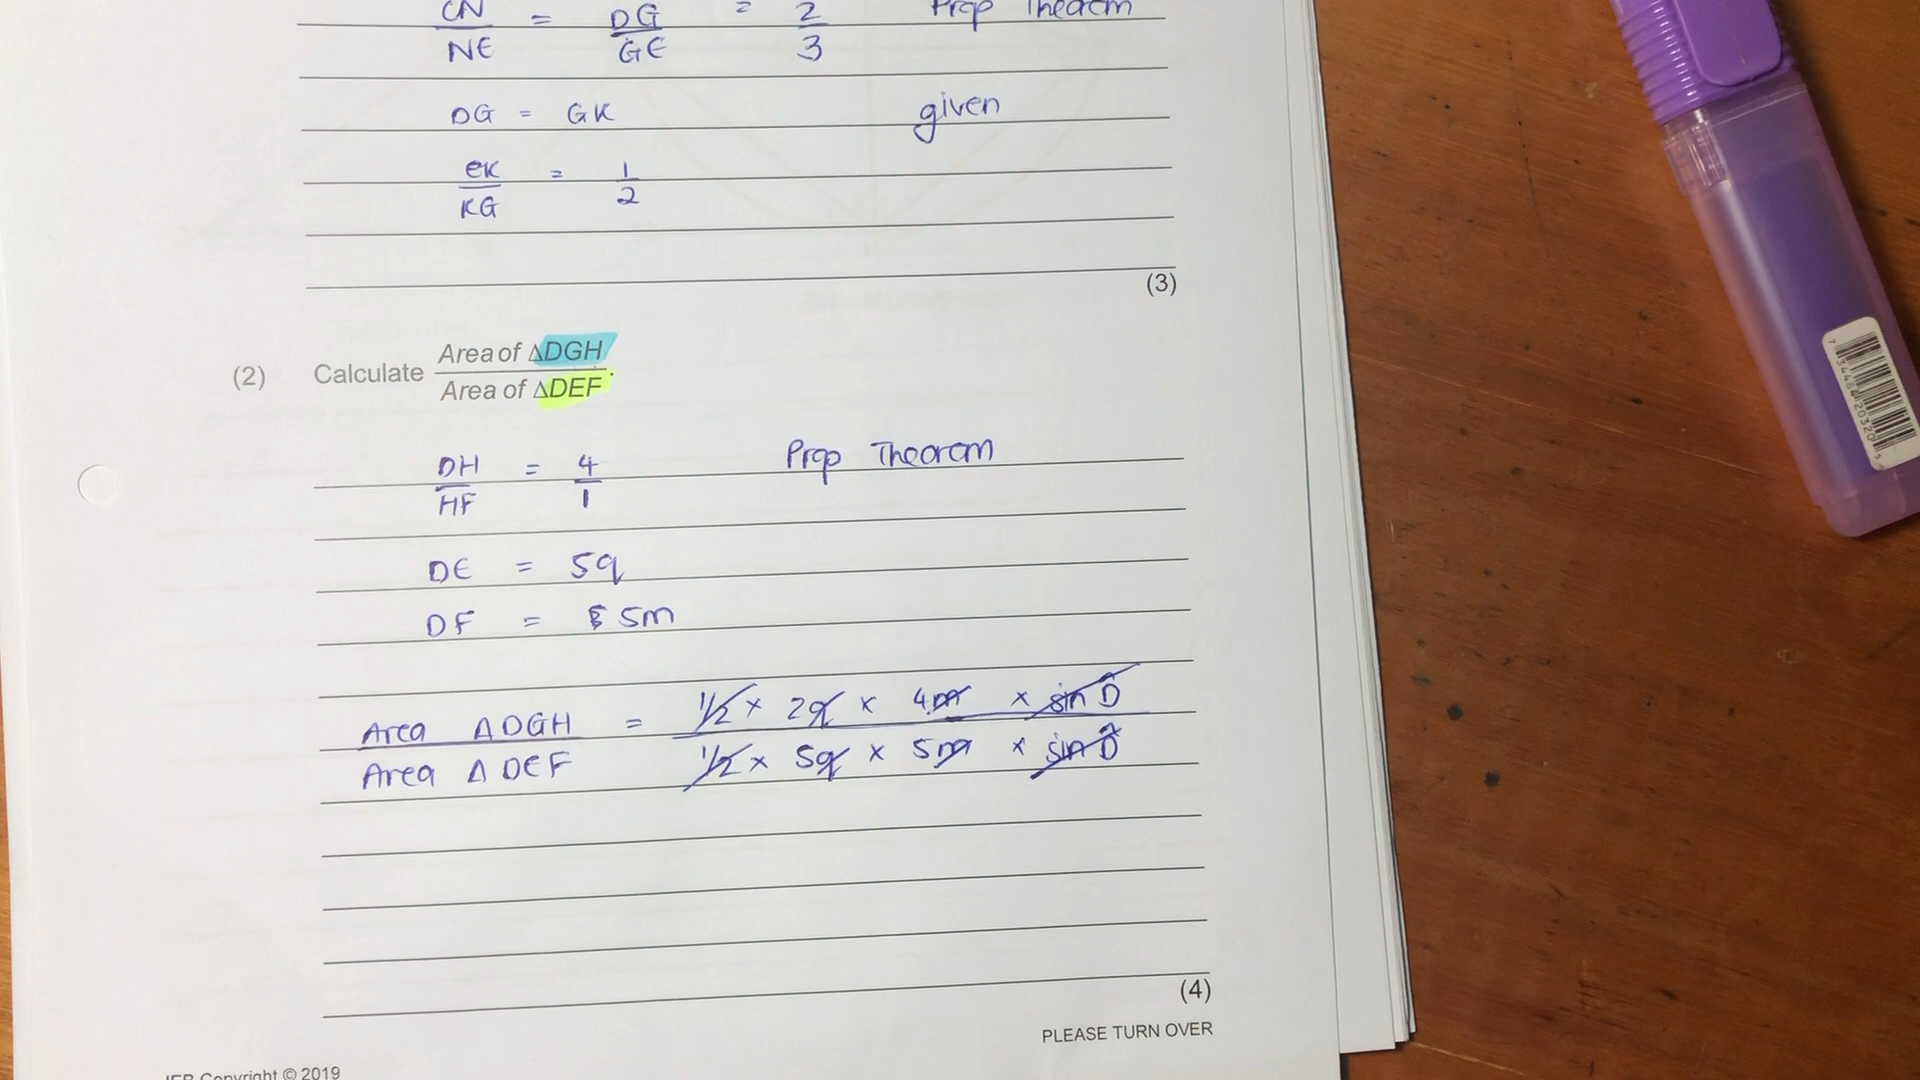 CN/NE = DG/GE = 2/3 Prop Theorem
DG = GK given
EK/KG = 1/2
(3)
(2) Calculate Area of ΔDGH / Area of ΔDEF.
DH/HF = 4/1 Prop Theorem
DE = 5q
DF = 5m
Area ΔDGH / Area ΔDEF = 1/2 × 2q × 4m × sin D̂ / 1/2 × 5q × 5m × sin D̂
(4)
PLEASE TURN OVER
IEB Copyright © 2019